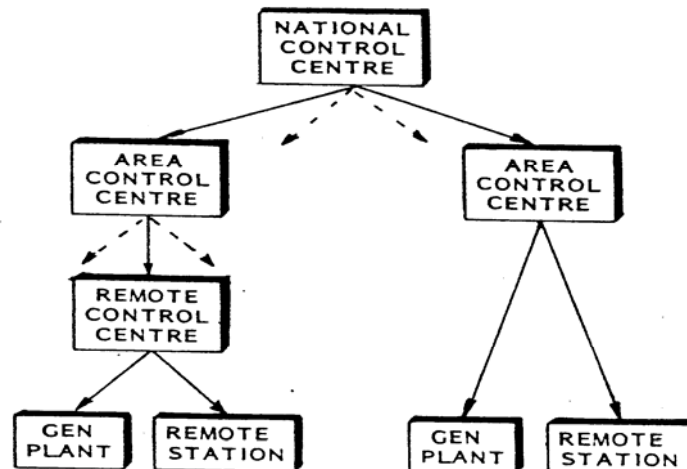 NATIONAL
CONTROL
CENTRE
AREA
CONTROL
CENTRE
AREA
CONTROL
CENTRE
REMOTE
CONTROL
CENTRE
GEN
PLANT
REMOTE
STATION
GEN
PLANT
REMOTE
STATION